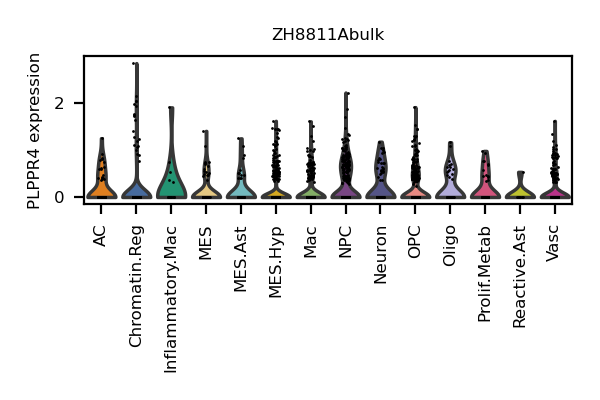 ZH8811Abulk
PLPPR4 expression
2
0
AC
Chromatin.Reg
Inflammatory.Mac
MES
MES.Ast
MES.Hyp
Mac
NPC
Neuron
OPC
Oligo
Prolif.Metab
Reactive.Ast
Vasc